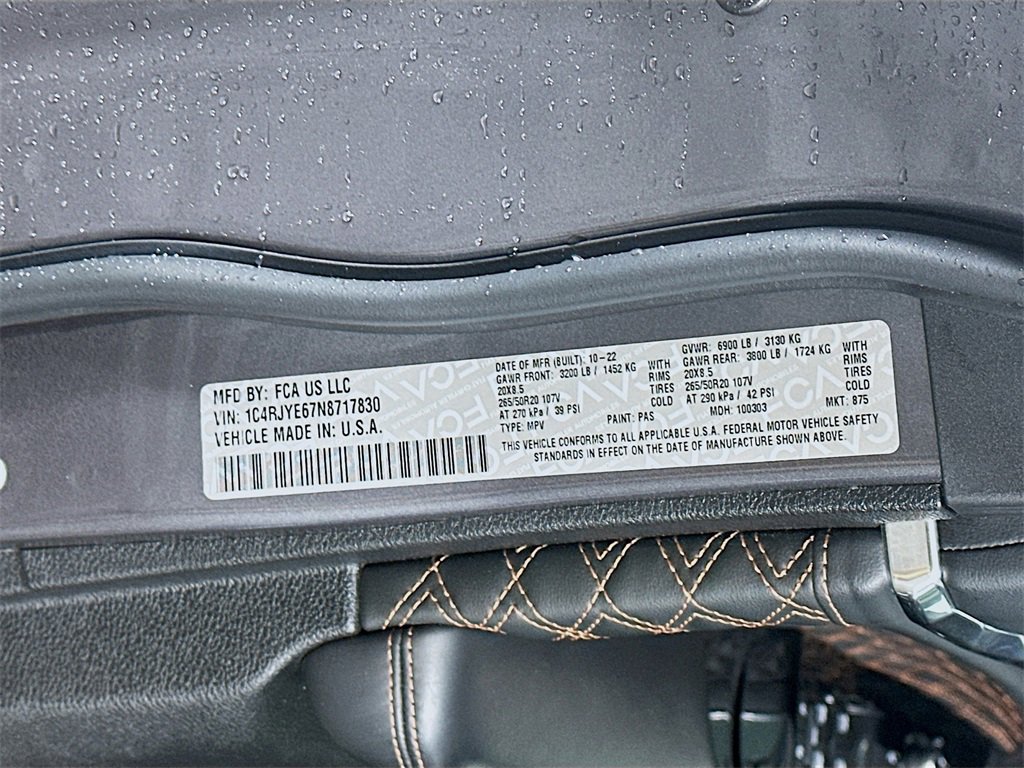 MFD BY: FCA US LLC
VIN: 1C4RJYE67N8717830
VEHICLE MADE IN: U.S.A.
DATE OF MFR (BUILT): 10-22
GAWR FRONT: 3200 LB / 1452 KG WITH
20X8.5 RIMS
265/50R20 107V TIRES
AT 270 kPa / 39 PSI COLD
TYPE: MPV PAINT: PAS
GVWR: 6900 LB / 3130 KG
GAWR REAR: 3800 LB / 1724 KG WITH
20X8.5 RIMS
265/50R20 107V TIRES
AT 290 kPa / 42 PSI COLD
MDH: 100303 MKT: 875
THIS VEHICLE CONFORMS TO ALL APPLICABLE U.S.A. FEDERAL MOTOR VEHICLE SAFETY
STANDARDS IN EFFECT ON THE DATE OF MANUFACTURE SHOWN ABOVE.